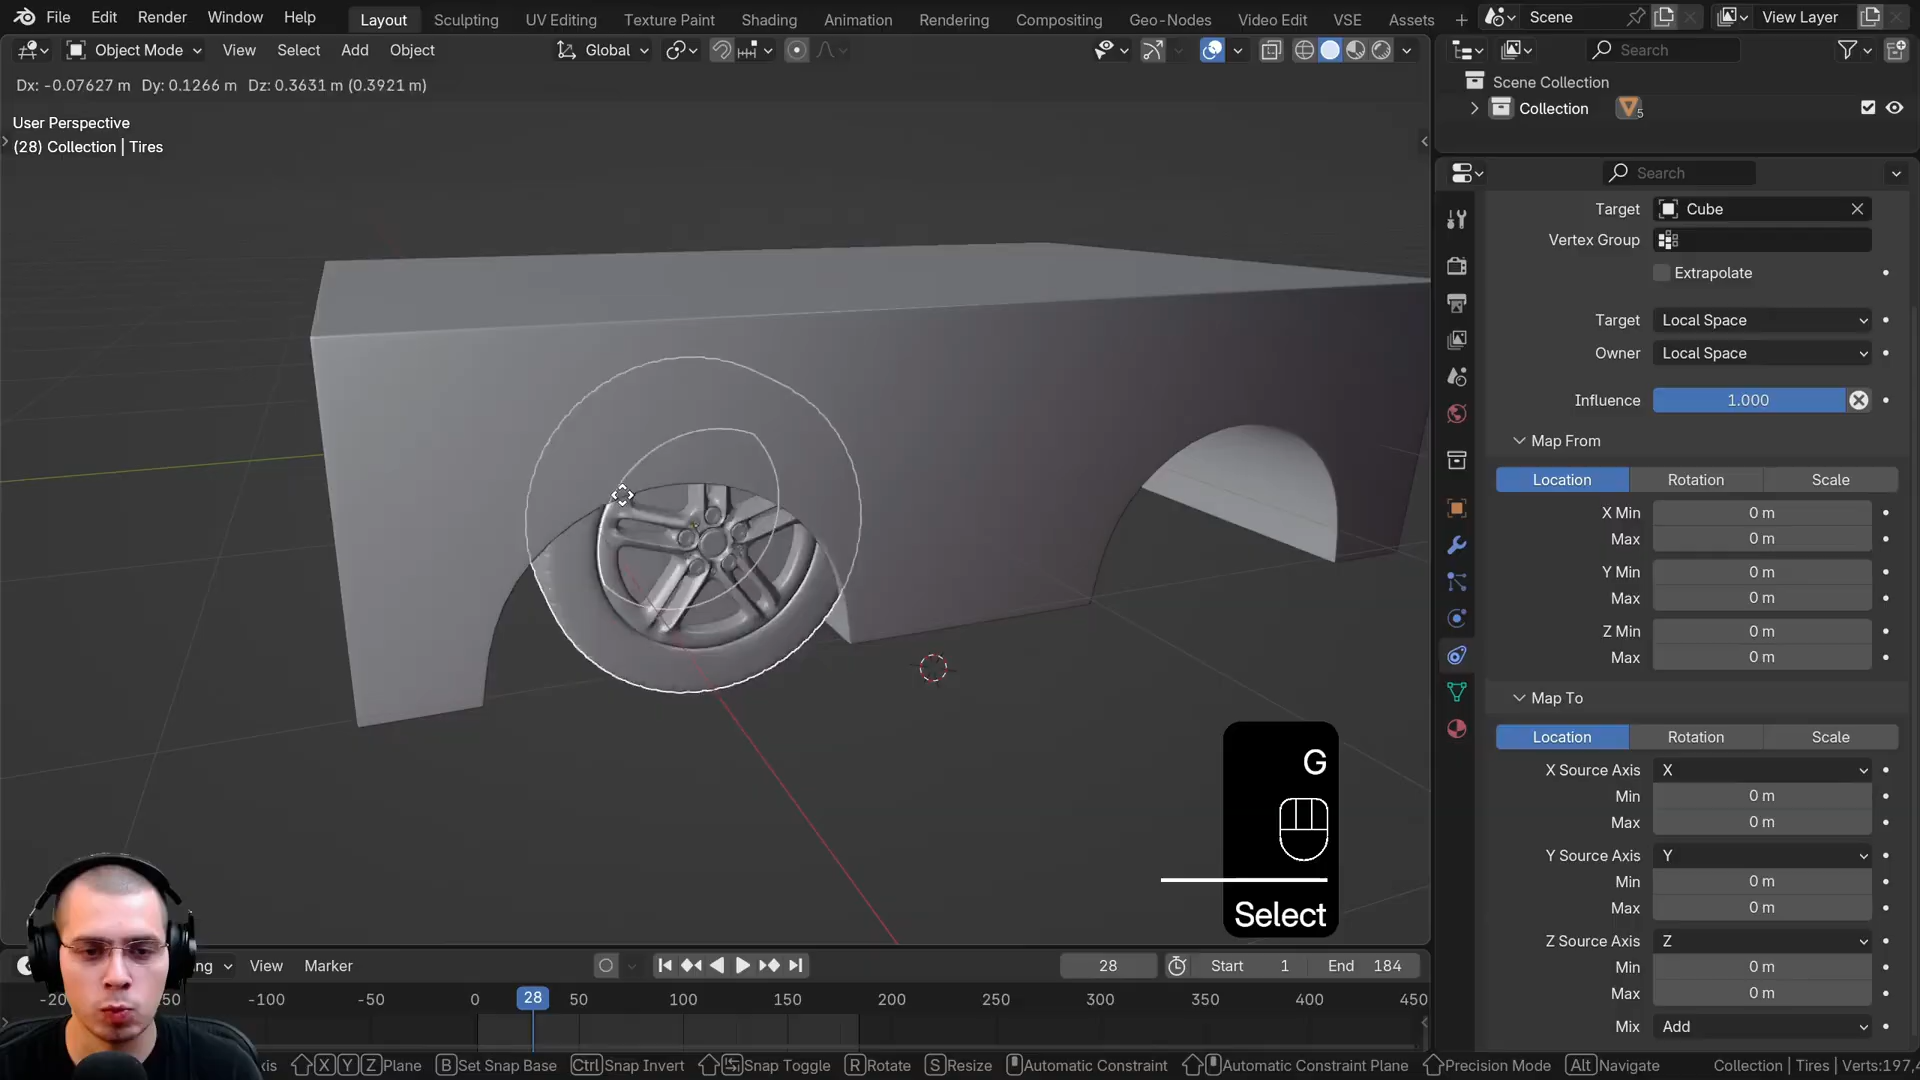 File Edit Render Window Help Layout Sculpting UV Editing Texture Paint Shading Animation Rendering Compositing Geo-Nodes Video Edit VSE Assets Scene View Layer
Object Mode View Select Add Object Global Search
Dx: -0.07627 m Dy: 0.1266 m Dz: 0.3631 m (0.3921 m)
User Perspective
(28) Collection | Tires
Scene Collection
Collection 5
Search
Target Cube
Vertex Group
Extrapolate
Target Local Space
Owner Local Space
Influence 1.000
Map From
Location Rotation Scale
X Min 0 m
Max 0 m
Y Min 0 m
Max 0 m
Z Min 0 m
Max 0 m
Map To
Location Rotation Scale
X Source Axis X
Min 0 m
Max 0 m
Y Source Axis Y
Min 0 m
Max 0 m
Z Source Axis Z
Min 0 m
Max 0 m
Mix Add
G
Select
View Marker 28 Start 1 End 184
-100 -50 0 28 50 100 150 200 250 300 350 400 450
X Y Z Plane B Set Snap Base Ctrl Snap Invert Snap Toggle R Rotate S Resize Automatic Constraint Automatic Constraint Plane Precision Mode Alt Navigate Collection | Tires | Verts:197,